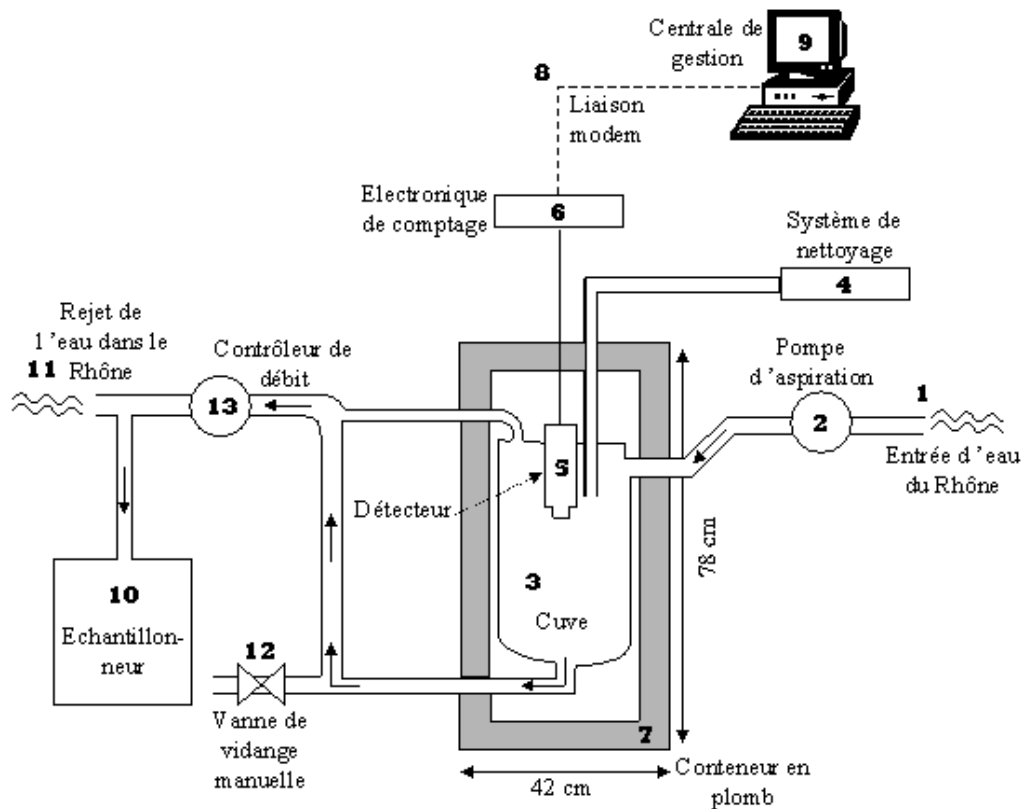 Centrale de
gestion
9
8
Liaison
modem
Electronique
de comptage
6
Système de
nettoyage
4
Rejet de
l 'eau dans le
11 Rhône
Contrôleur de
débit
13
Pompe
d 'aspiration
2
1
Entrée d 'eau
du Rhône
5
Détecteur
78 cm
3
Cuve
10
Echantillon-
neur
12
Vanne de
vidange
manuelle
7
42 cm
Conteneur en
plomb